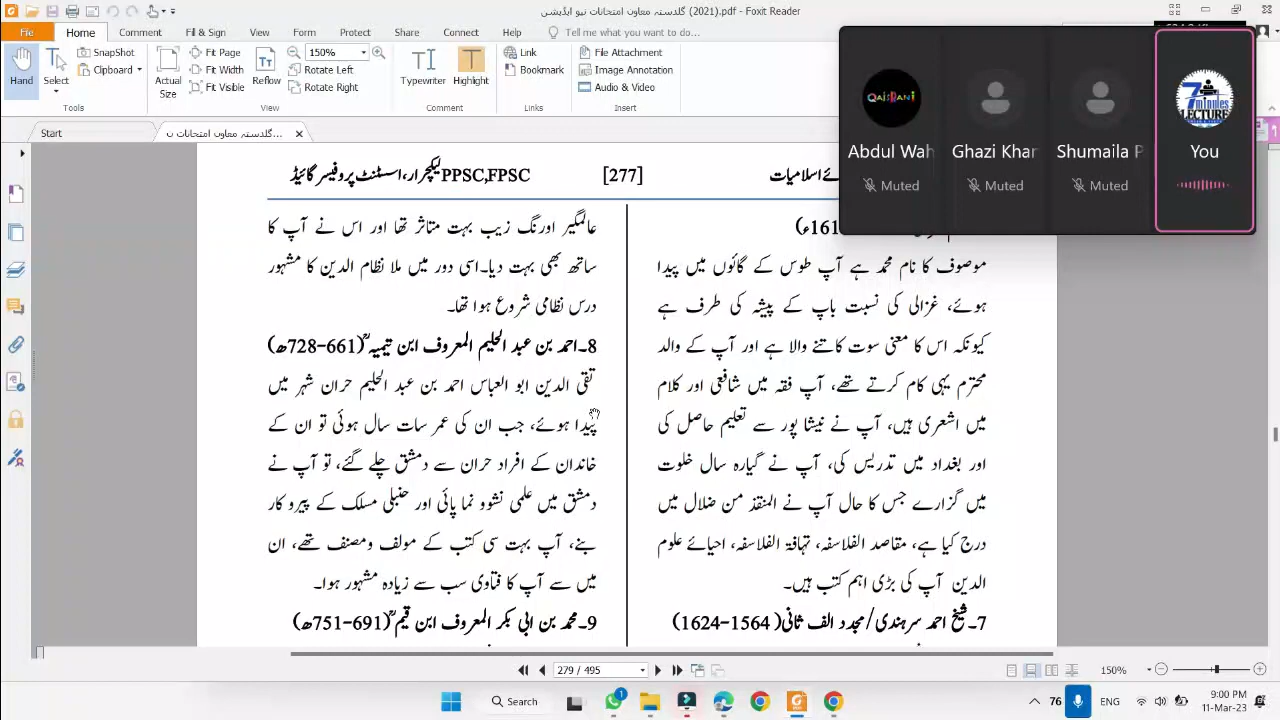 گلدستہ معاون امتحانات نیو ایڈیشن (2021).pdf - Foxit Reader
File Home Comment Fill & Sign View Form Protect Share Help Tell me what you want to do...
Hand
Select
SnapShot
Clipboard
Tools
Actual Size
Fit Page
Fit Width
Fit Visible
Reflow
150%
Rotate Left
Rotate Right
View
Typewriter
Highlight
Comment
Link
Bookmark
Links
File Attachment
Image Annotation
Audio & Video
Insert
Abdul Wah
Muted
Ghazi Khan
Muted
Shumaila P
Muted
QAISRANI
7 minutes
LECTURE
You
Start
گلدستہ معاون امتحانات ن...
ئے اسلامیات
[277]
PPSC,FPSC لیکچرار، اسسٹنٹ پروفیسر گائیڈ
موصوف کا نام محمد ہے آپ طوس کے گائوں میں پیدا
ہوئے، غزالی کی نسبت باپ کے پیشہ کی طرف ہے
کیونکہ اس کا معنی سوت کاتنے والا ہے اور آپ کے والد
محترم یہی کام کرتے تھے، آپ فقہ میں شافعی اور کلام
میں اشعری ہیں، آپ نے نیشا پور سے تعلیم حاصل کی
اور بغداد میں تدریس کی، آپ نے گیارہ سال خلوت
میں گزارے جس کا حال آپ نے المنقذ من ضلال میں
درج کیا ہے، مقاصد الفلاسفہ، تہافۃ الفلاسفہ، احیائے علوم
الدین آپ کی بڑی اہم کتب ہیں۔
7۔شیخ احمد سرہندی/مجدد الف ثانی(1564-1624)
عالمگیر اورنگ زیب بہت متاثر تھا اور اس نے آپ کا
ساتھ بھی بہت دیا۔اسی دور میں ملا نظام الدین کا مشہور
درس نظامی شروع ہوا تھا۔
8۔احمد بن عبد الحلیم المعروف ابن تیمیہؒ(661-728ھ)
تقی الدین ابو العباس احمد بن عبد الحلیم حران شہر میں
پیدا ہوئے، جب ان کی عمر سات سال ہوئی تو ان کے
خاندان کے افراد حران سے دمشق چلے گئے، تو آپ نے
دمشق میں علمی نشوو نما پائی اور حنبلی مسلک کے پیرو کار
بنے، آپ بہت سی کتب کے مولف ومصنف تھے، ان
میں سے آپ کا فتاوی سب سے زیادہ مشہور ہوا۔
9۔محمد بن ابی بکر المعروف ابن قیمؒ(691-751ھ)
279 / 495
150%
Search
ENG
76
9:00 PM
11-Mar-23